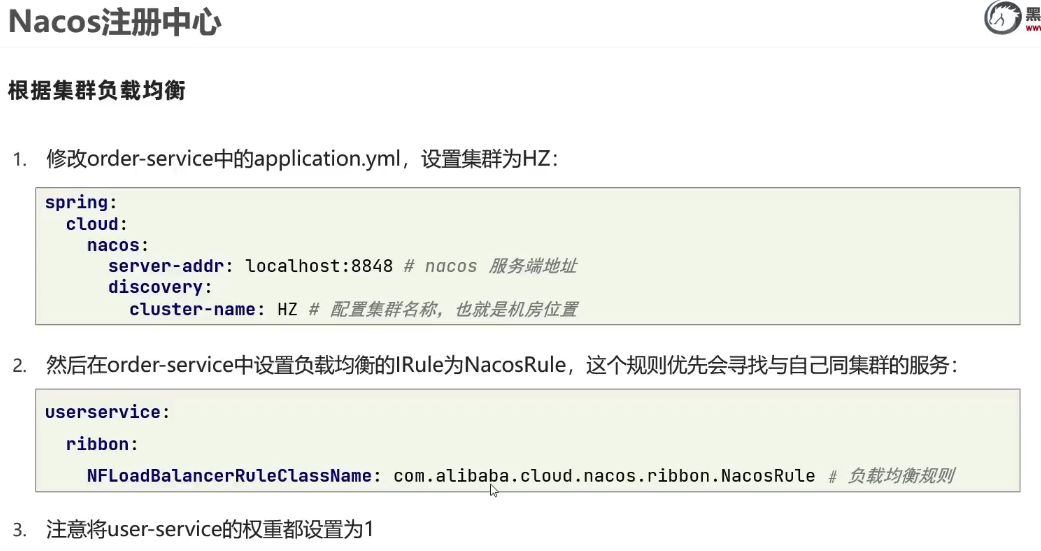 Nacos注册中心
黑
www
根据集群负载均衡
1. 修改order-service中的application.yml，设置集群为HZ：
spring:
cloud:
nacos:
server-addr: localhost:8848 # nacos 服务端地址
discovery:
cluster-name: HZ # 配置集群名称，也就是机房位置
2. 然后在order-service中设置负载均衡的IRule为NacosRule，这个规则优先会寻找与自己同集群的服务：
userservice:
ribbon:
NFLoadBalancerRuleClassName: com.alibaba.cloud.nacos.ribbon.NacosRule # 负载均衡规则
3. 注意将user-service的权重都设置为1